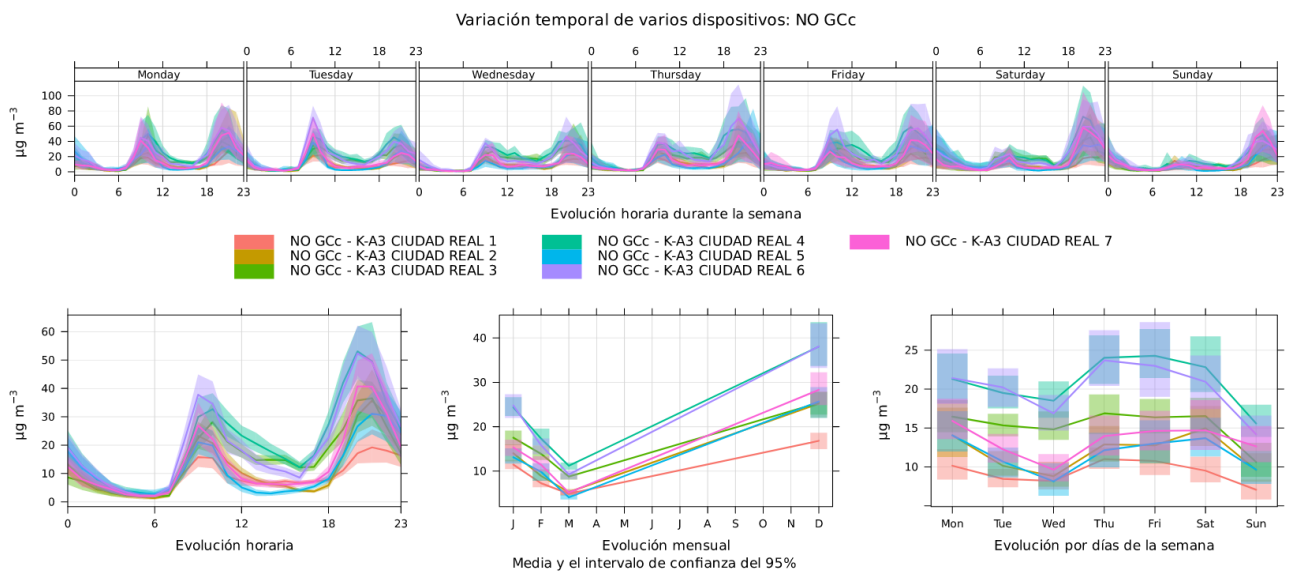 Variación temporal de varios dispositivos: NO GCc
0 6 12 18 23 0 6 12 18 23 0 6 12 18 23
Monday Tuesday Wednesday Thursday Friday Saturday Sunday
100
80
60
40
20
0
µg m⁻³
0 6 12 18 23 0 6 12 18 23 0 6 12 18 23 0 6 12 18 23
Evolución horaria durante la semana
NO GCc - K-A3 CIUDAD REAL 1
NO GCc - K-A3 CIUDAD REAL 2
NO GCc - K-A3 CIUDAD REAL 3
NO GCc - K-A3 CIUDAD REAL 4
NO GCc - K-A3 CIUDAD REAL 5
NO GCc - K-A3 CIUDAD REAL 6
NO GCc - K-A3 CIUDAD REAL 7
60
50
40
30
20
10
0
µg m⁻³
0 6 12 18 23
Evolución horaria
40
30
20
10
µg m⁻³
J F M A M J J A S O N D
Evolución mensual
25
20
15
10
µg m⁻³
Mon Tue Wed Thu Fri Sat Sun
Evolución por días de la semana
Media y el intervalo de confianza del 95%